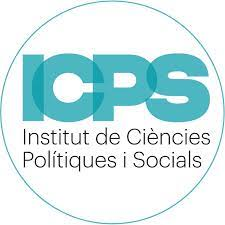 ICPS
Institut de Ciències
Polítiques i Socials